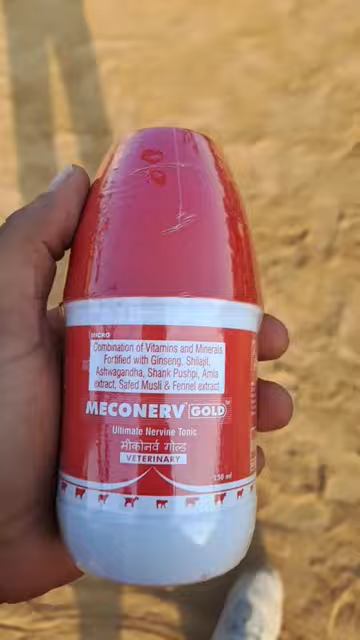 MICRO
Combination of Vitamins and Minerals
Fortified with Ginseng, Shilajit,
Ashwagandha, Shank Pushpi, Amla
extract, Safed Musli & Fennel extract
MECONERV GOLD
Ultimate Nervine Tonic
मीकोनर्व गोल्ड
VETERINARY
150 ml